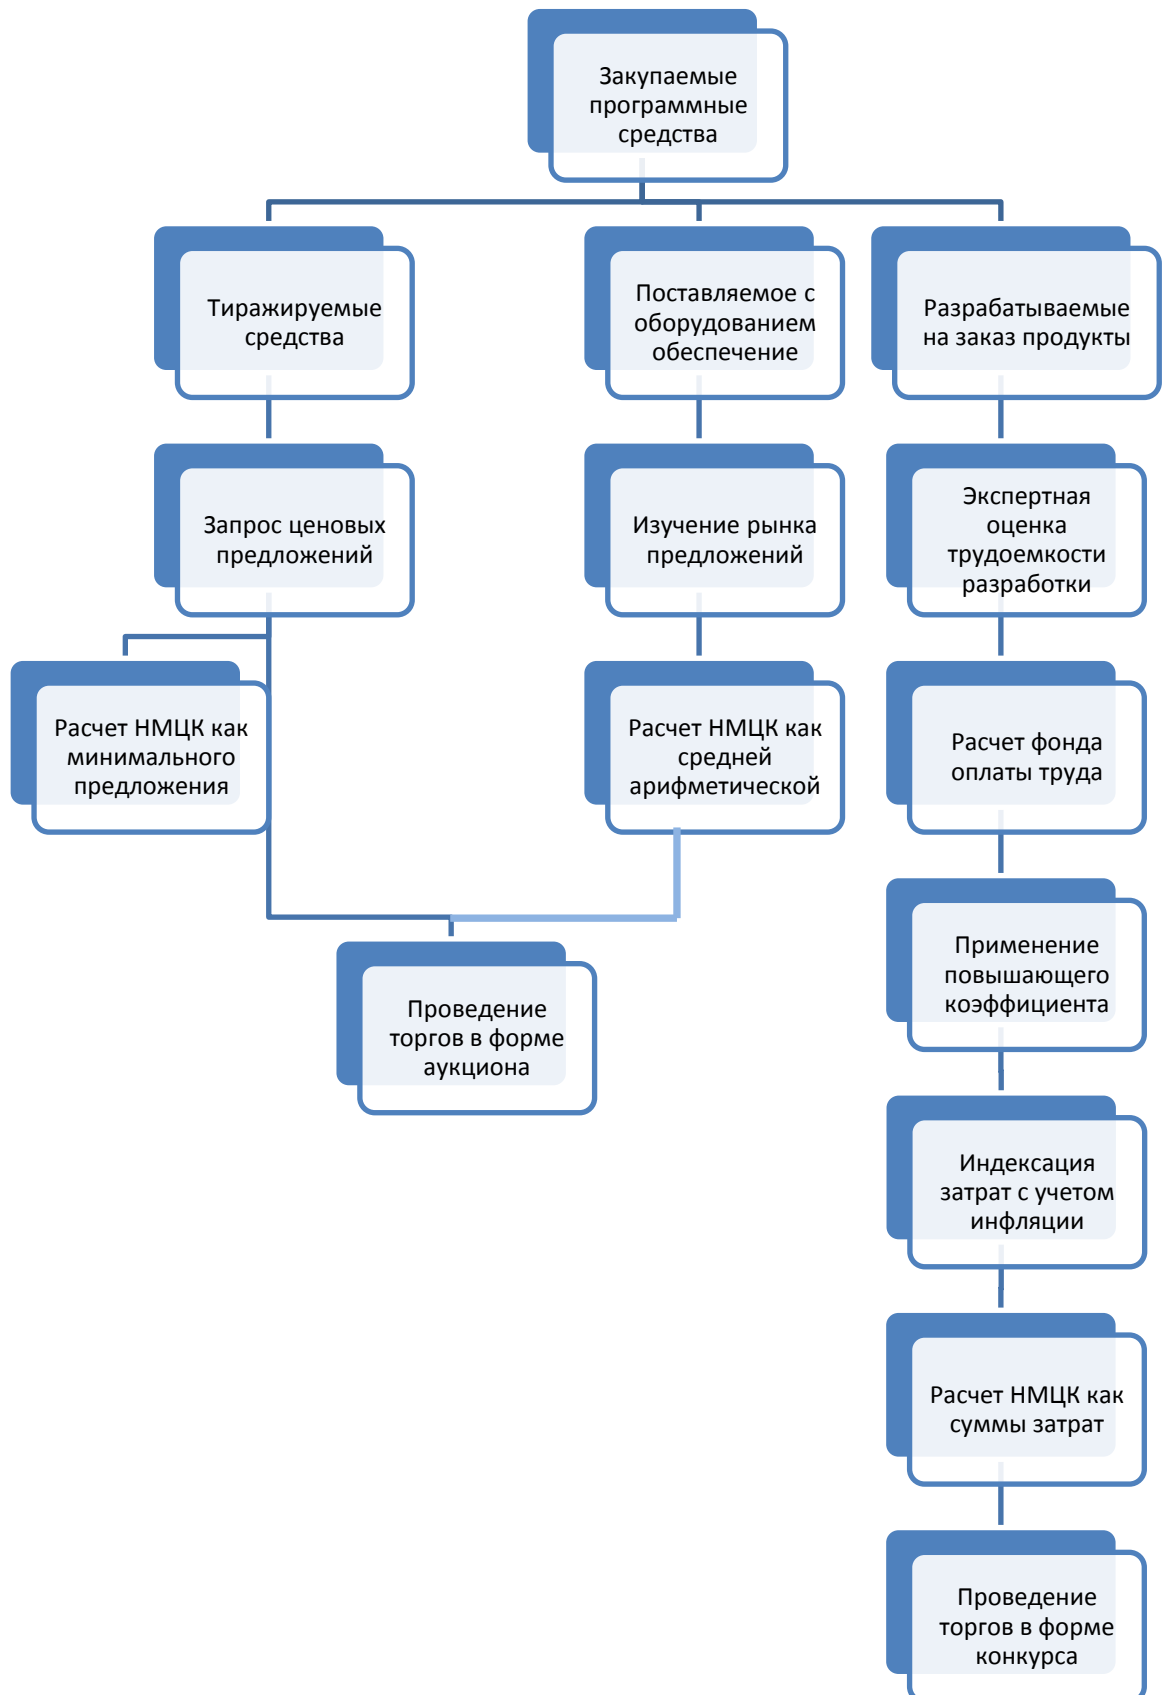 Закупаемые
программные
средства
Тиражируемые
средства
Поставляемое с
оборудованием
обеспечение
Разрабатываемые
на заказ продукты
Запрос ценовых
предложений
Изучение рынка
предложений
Экспертная
оценка
трудоемкости
разработки
Расчет НМЦК как
минимального
предложения
Расчет НМЦК как
средней
арифметической
Расчет фонда
оплаты труда
Применение
повышающего
коэффициента
Проведение
торгов в форме
аукциона
Индексация
затрат с учетом
инфляции
Расчет НМЦК как
суммы затрат
Проведение
торгов в форме
конкурса